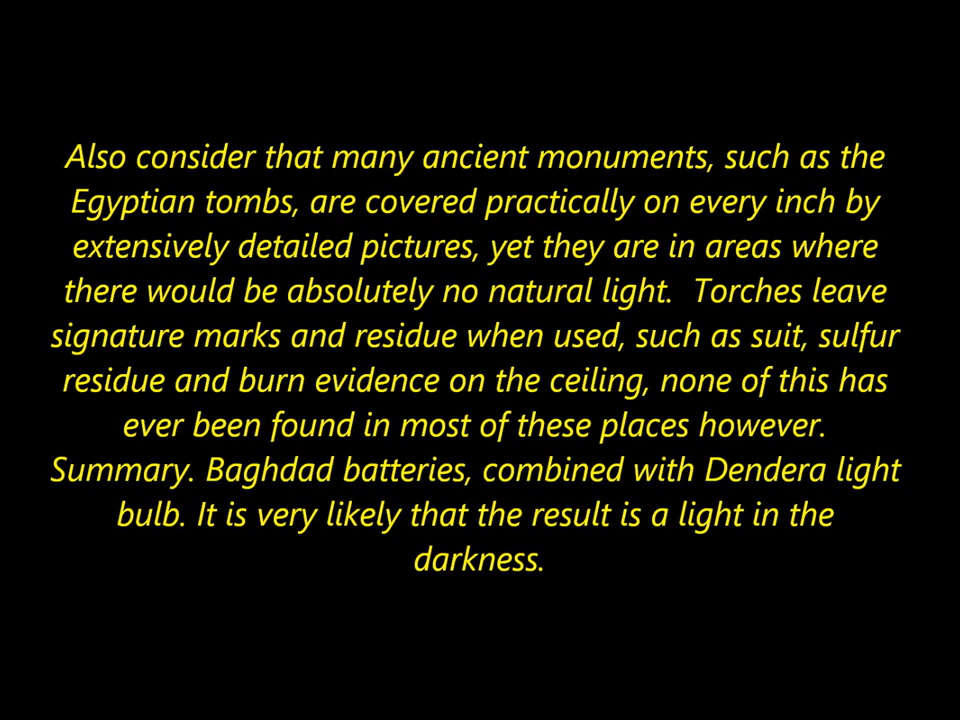 Also consider that many ancient monuments, such as the
Egyptian tombs, are covered practically on every inch by
extensively detailed pictures, yet they are in areas where
there would be absolutely no natural light.  Torches leave
signature marks and residue when used, such as suit, sulfur
residue and burn evidence on the ceiling, none of this has
ever been found in most of these places however.
Summary. Baghdad batteries, combined with Dendera light
bulb. It is very likely that the result is a light in the
darkness.